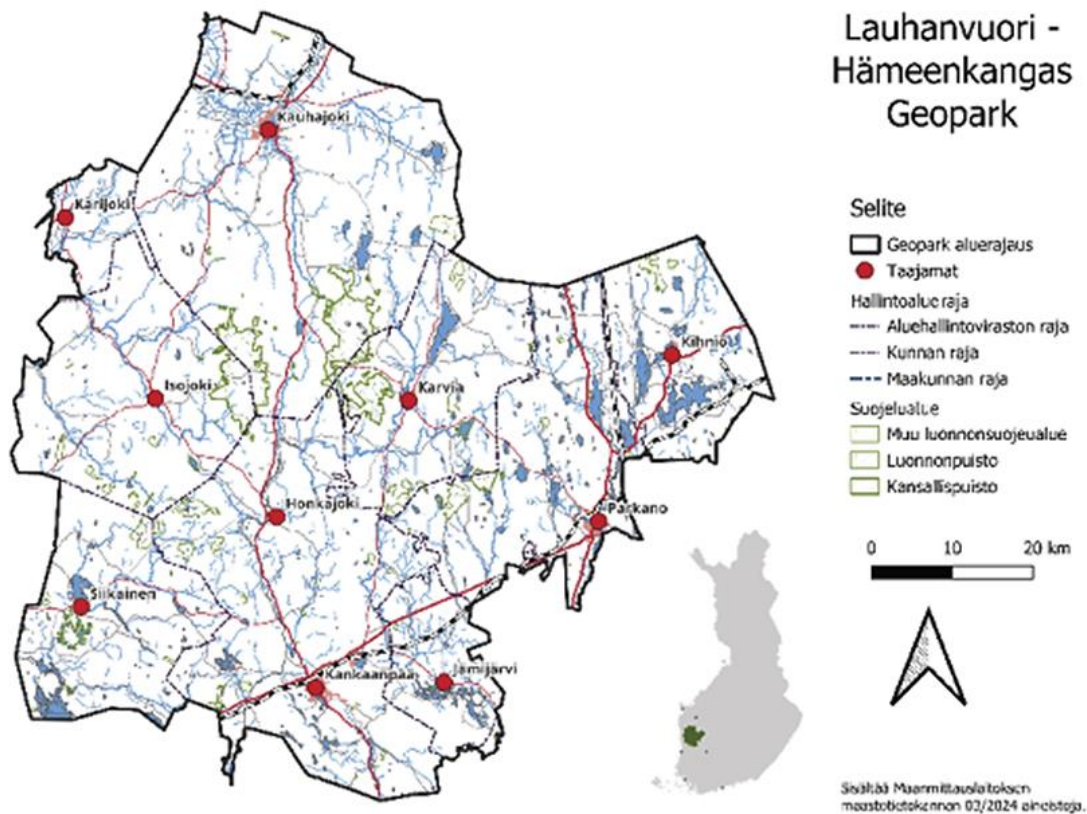 Lauhanvuori -
Hämeenkangas
Geopark
Selite
Geopark aluerajaus
Taajamat
Hallintoalue raja
Aluehallintoviraston raja
Kunnan raja
Maakunnan raja
Suojelualue
Muu luonnonsuojelualue
Luonnonpuisto
Kansallispuisto
0 10 20 km
Sisältää Maanmittauslaitoksen
maastotietokannan 03/2024 aineistoja.
Kauhajoki
Karijoki
Kihniö
Isojoki
Karvia
Honkajoki
Parkano
Siikainen
Kankaanpää
Jämijärvi